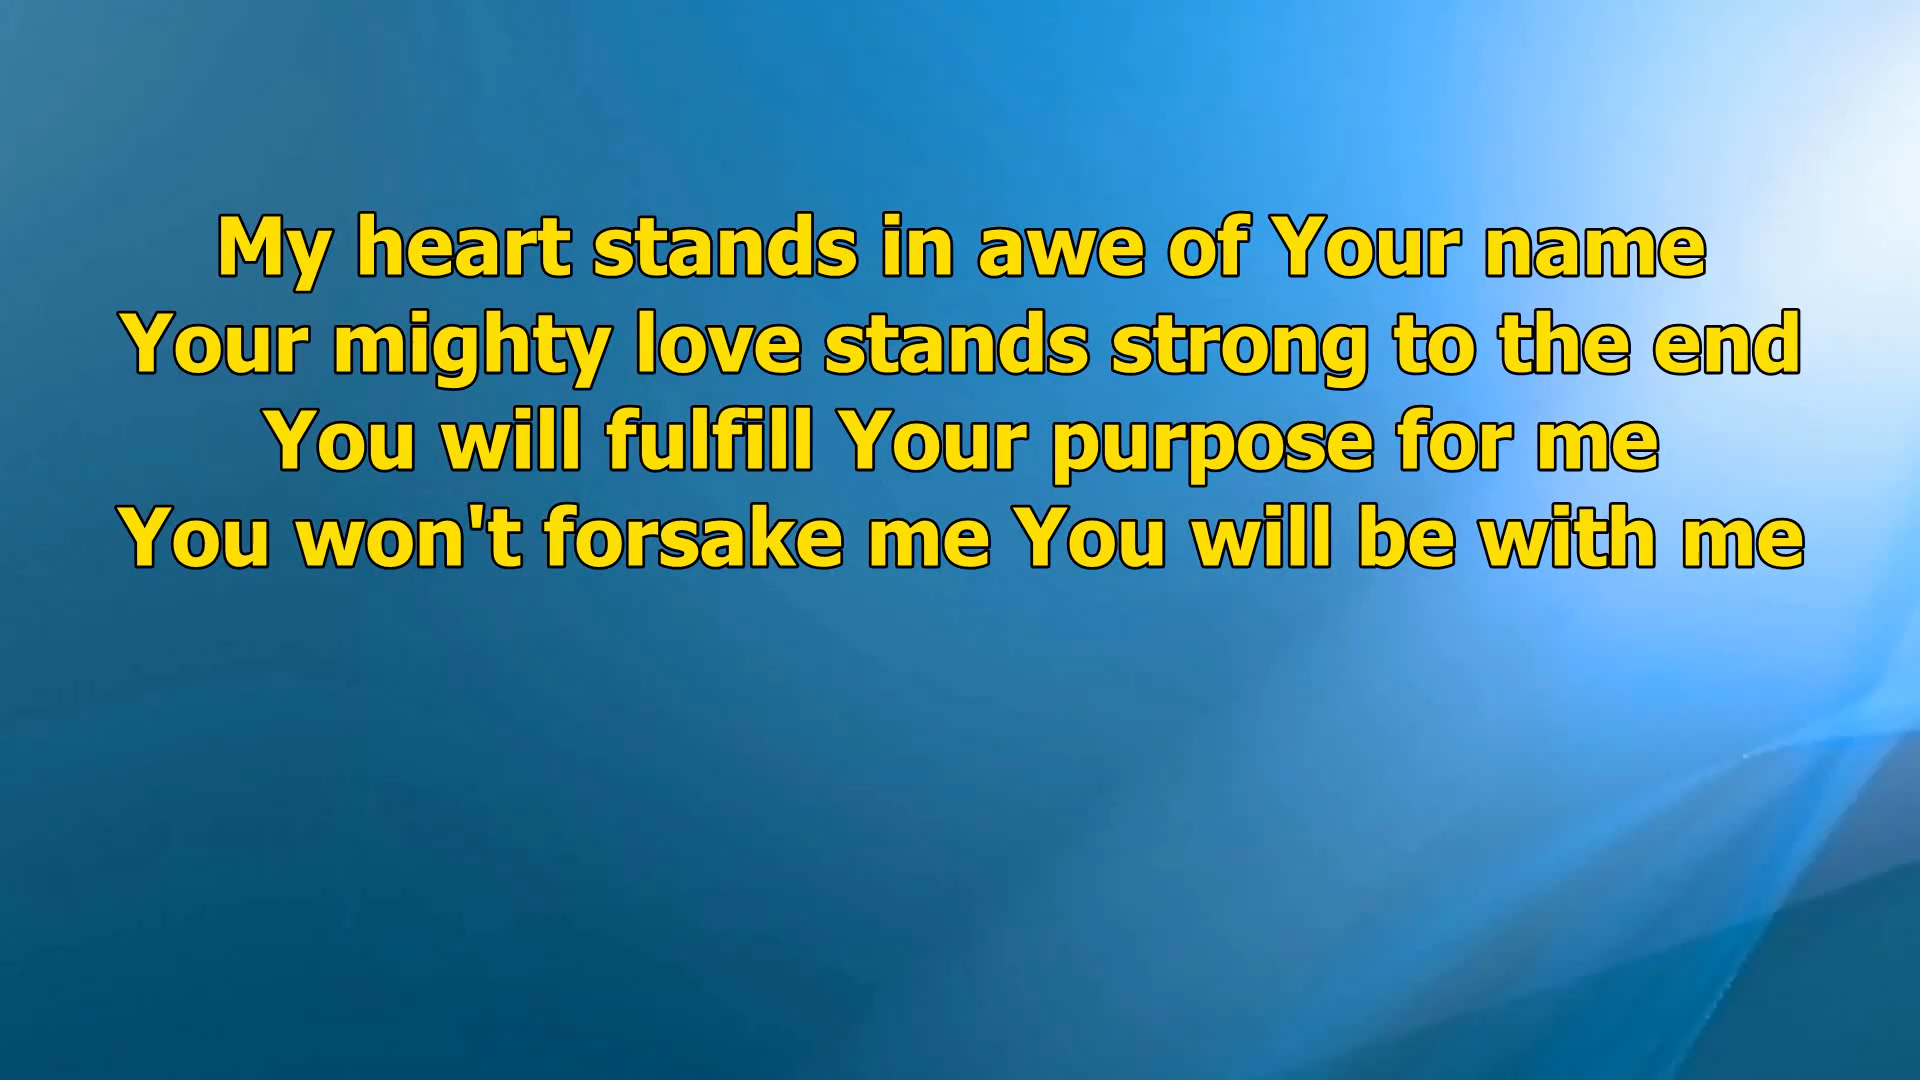 My heart stands in awe of Your name
Your mighty love stands strong to the end
You will fulfill Your purpose for me
You won't forsake me You will be with me